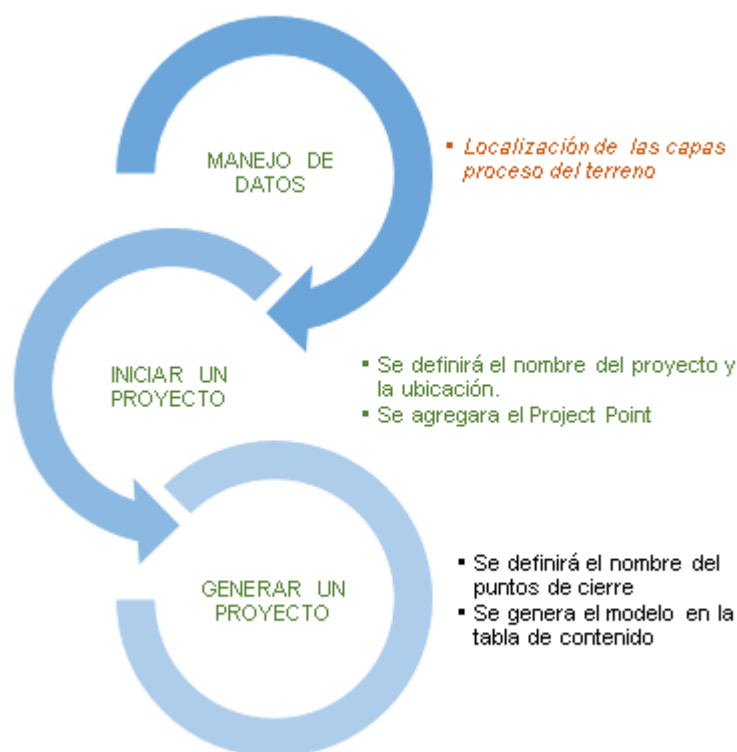 MANEJO DE
DATOS
▪ Localización de las capas
proceso del terreno
INICIAR UN
PROYECTO
▪ Se definirá el nombre del proyecto y
la ubicación.
▪ Se agregara el Project Point
GENERAR UN
PROYECTO
▪ Se definirá el nombre del
puntos de cierre
▪ Se genera el modelo en la
tabla de contenido